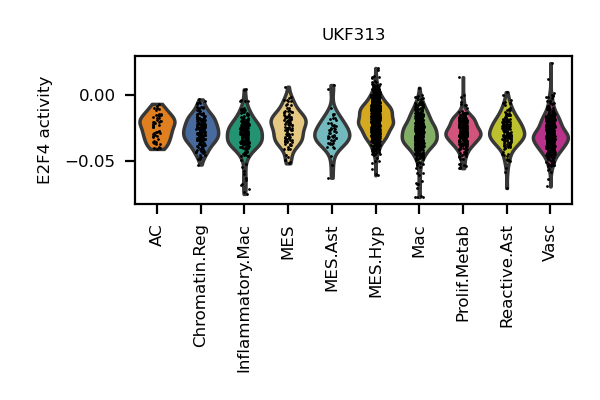 UKF313
E2F4 activity
0.00
−0.05
AC
Chromatin.Reg
Inflammatory.Mac
MES
MES.Ast
MES.Hyp
Mac
Prolif.Metab
Reactive.Ast
Vasc